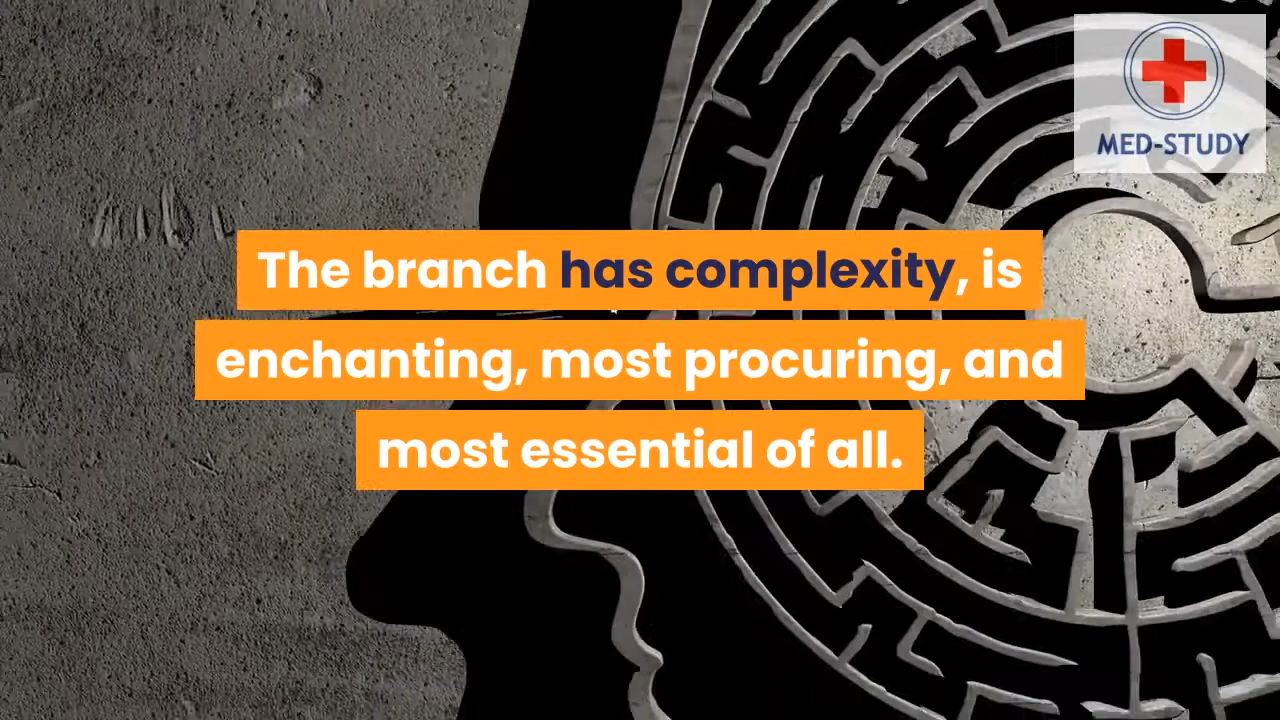 MED-STUDY
The branch has complexity, is
enchanting, most procuring, and
most essential of all.